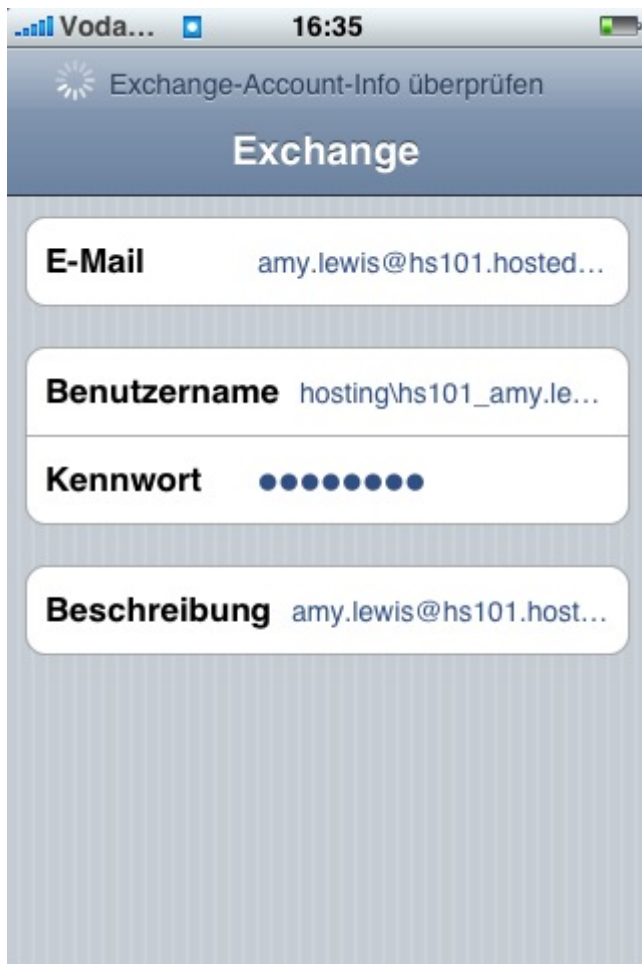 Voda... 16:35
Exchange-Account-Info überprüfen
Exchange
E-Mail amy.lewis@hs101.hosted...
Benutzername hosting\hs101_amy.le...
Kennwort ●●●●●●●●
Beschreibung amy.lewis@hs101.host...